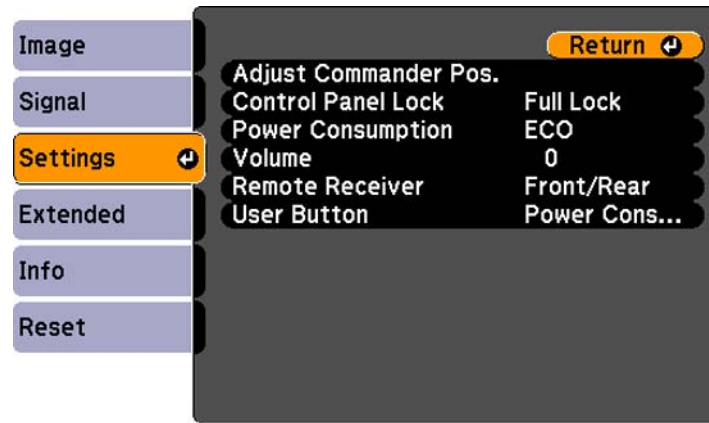 Image
Signal
Settings
Extended
Info
Reset
Return
Adjust Commander Pos.
Control Panel Lock Full Lock
Power Consumption ECO
Volume 0
Remote Receiver Front/Rear
User Button Power Cons...